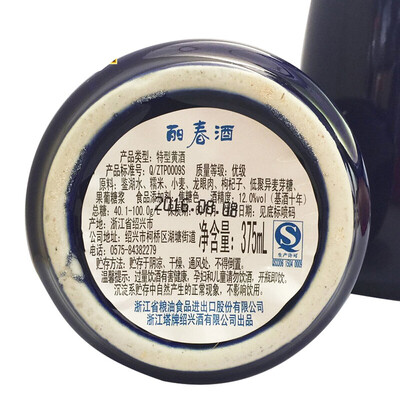 丽春酒
产品类型：特型黄酒
产品标准号：Q/ZTP0009S 质量等级：优级
原料：鉴湖水、糯米、小麦、龙眼肉、枸杞子、低聚异麦芽糖、
果葡糖浆 食品添加剂：焦糖色 酒精度：12.0%vol（基酒十年）
总糖：40.1-100.0g 日期：见底标喷码
产地：浙江省绍兴市
公司地址：绍兴市柯桥区湖塘街道
电话：0575-84382279
净含量：375mL
生产许可
贮存方法：阴凉、干燥、通风处，不得倒置。
温馨提示：过量饮酒有害健康，孕妇和儿童请勿饮酒。开瓶即饮，
沉淀系贮存中自然产生的正常现象，不影响饮用。
浙江省粮油食品进出口股份有限公司
浙江塔牌绍兴酒有限公司出品